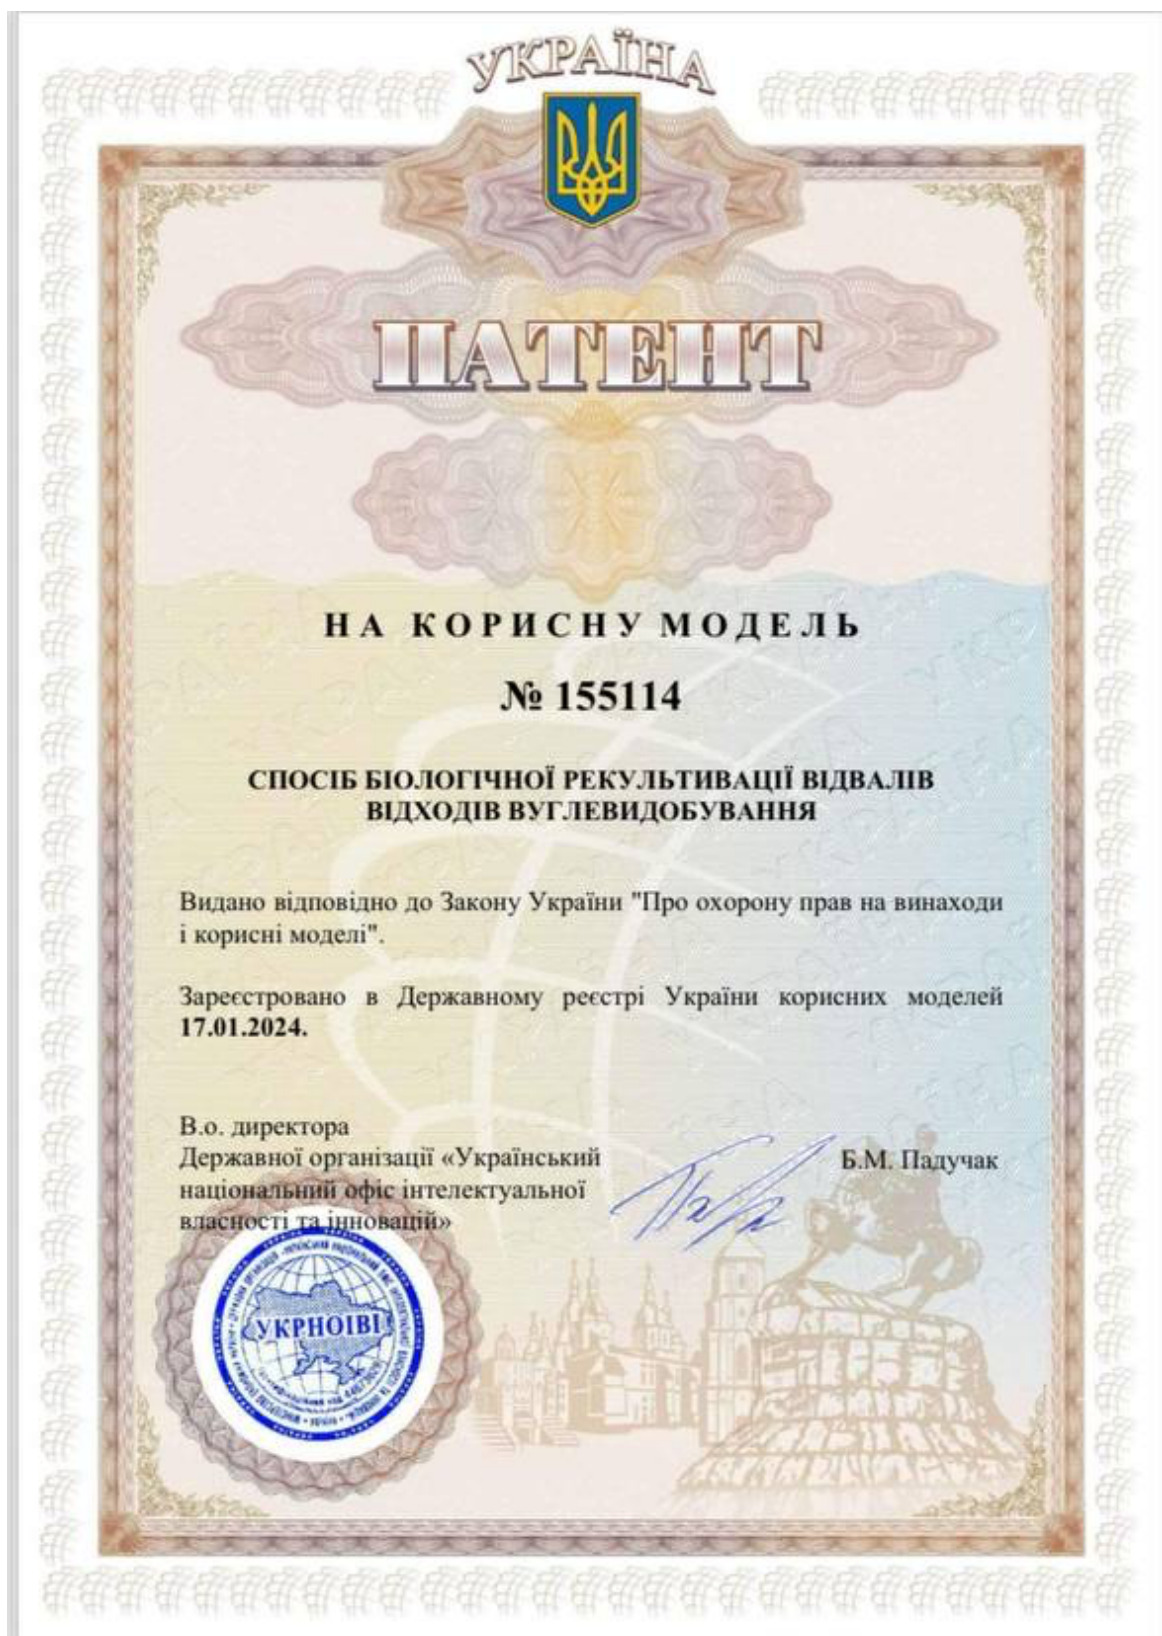 УКРАЇНА
ПАТЕНТ
НА КОРИСНУ МОДЕЛЬ
№ 155114
СПОСІБ БІОЛОГІЧНОЇ РЕКУЛЬТИВАЦІЇ ВІДВАЛІВ
ВІДХОДІВ ВУГЛЕВИДОБУВАННЯ
Видано відповідно до Закону України "Про охорону прав на винаходи
і корисні моделі".
Зареєстровано в Державному реєстрі України корисних моделей
17.01.2024.
В.о. директора
Державної організації «Український
національний офіс інтелектуальної
власності та інновацій»
Б.М. Падучак
УКРНОІВІ